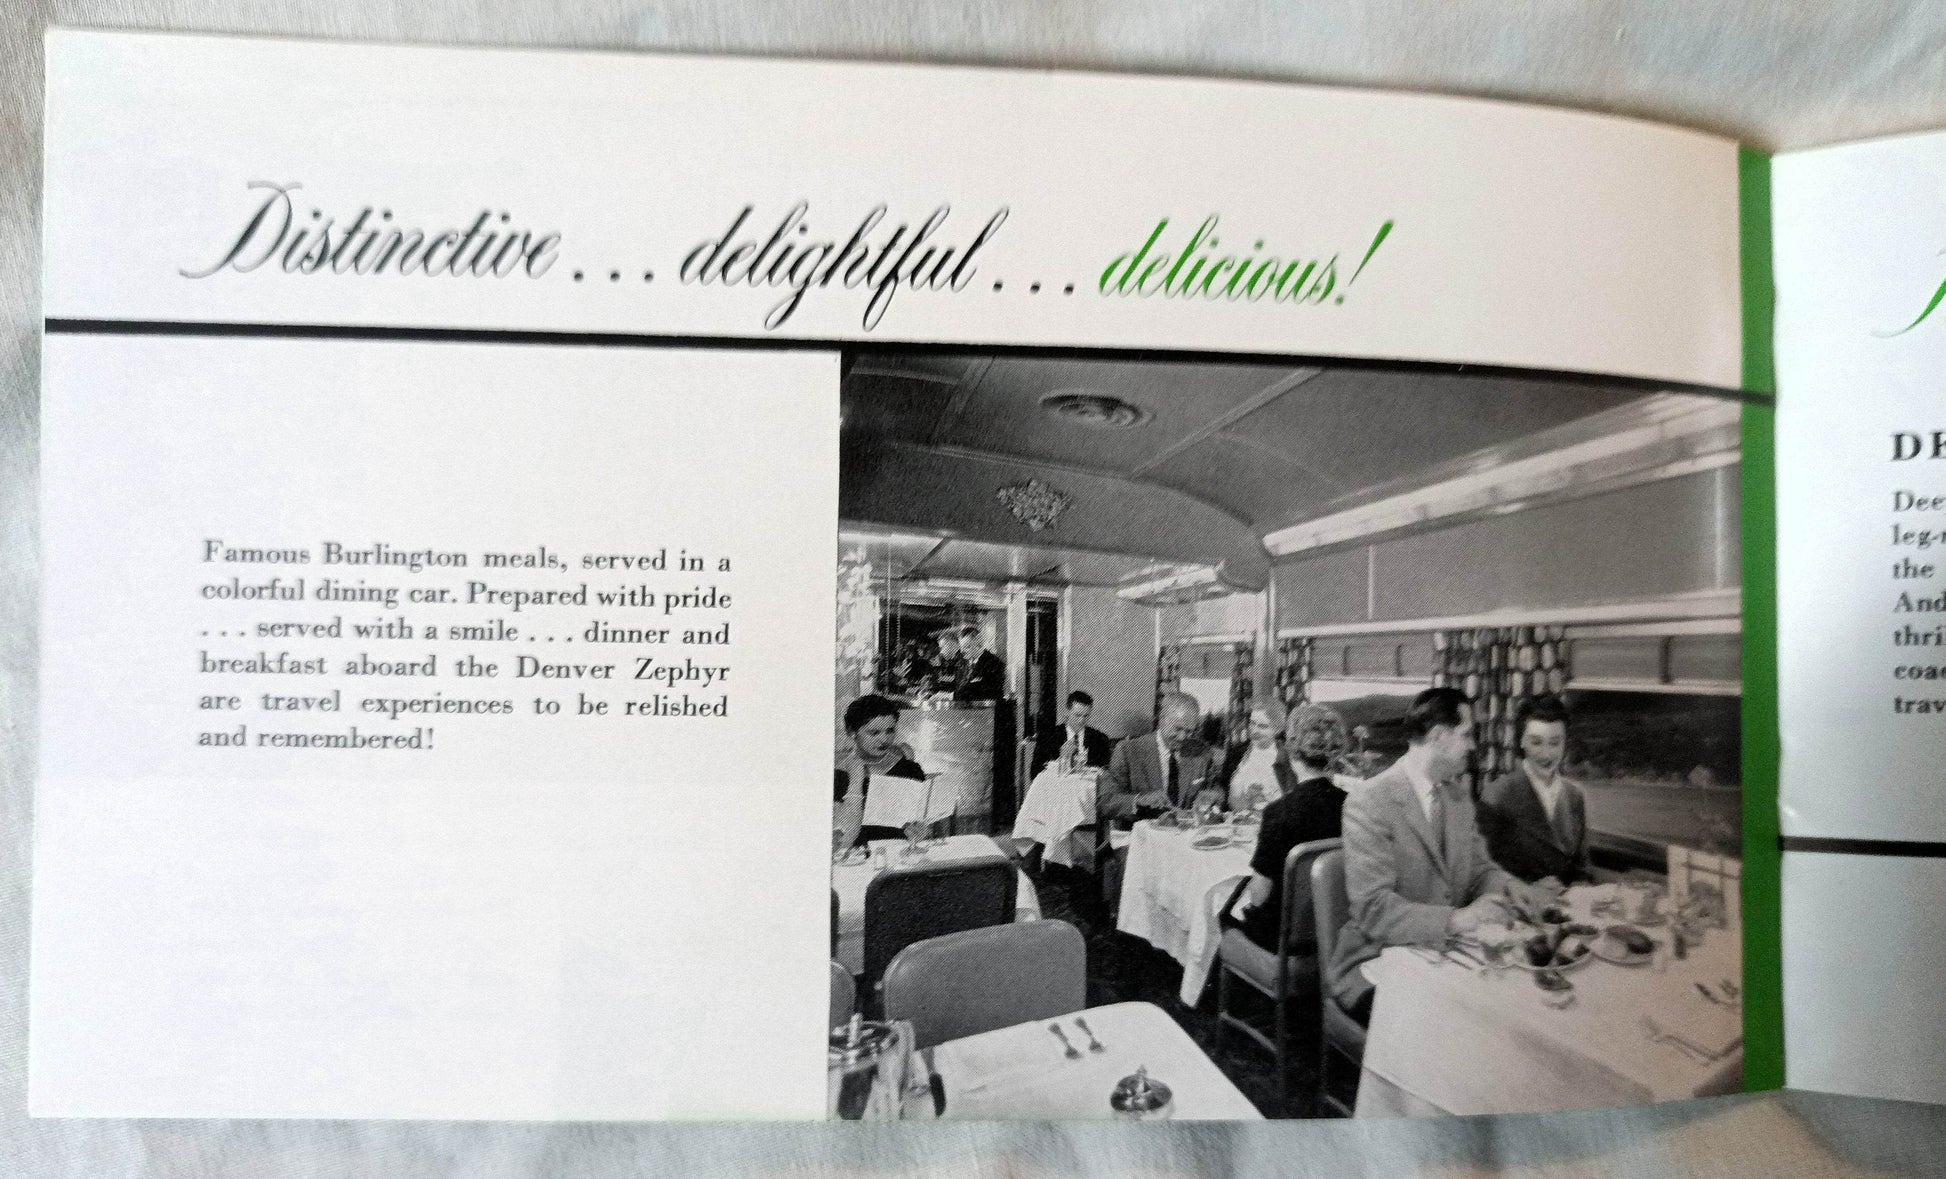 Distinctive . . . delightful . . . delicious!
Famous Burlington meals, served in a
colorful dining car. Prepared with pride
. . . served with a smile . . . dinner and
breakfast aboard the Denver Zephyr
are travel experiences to be relished
and remembered!
the